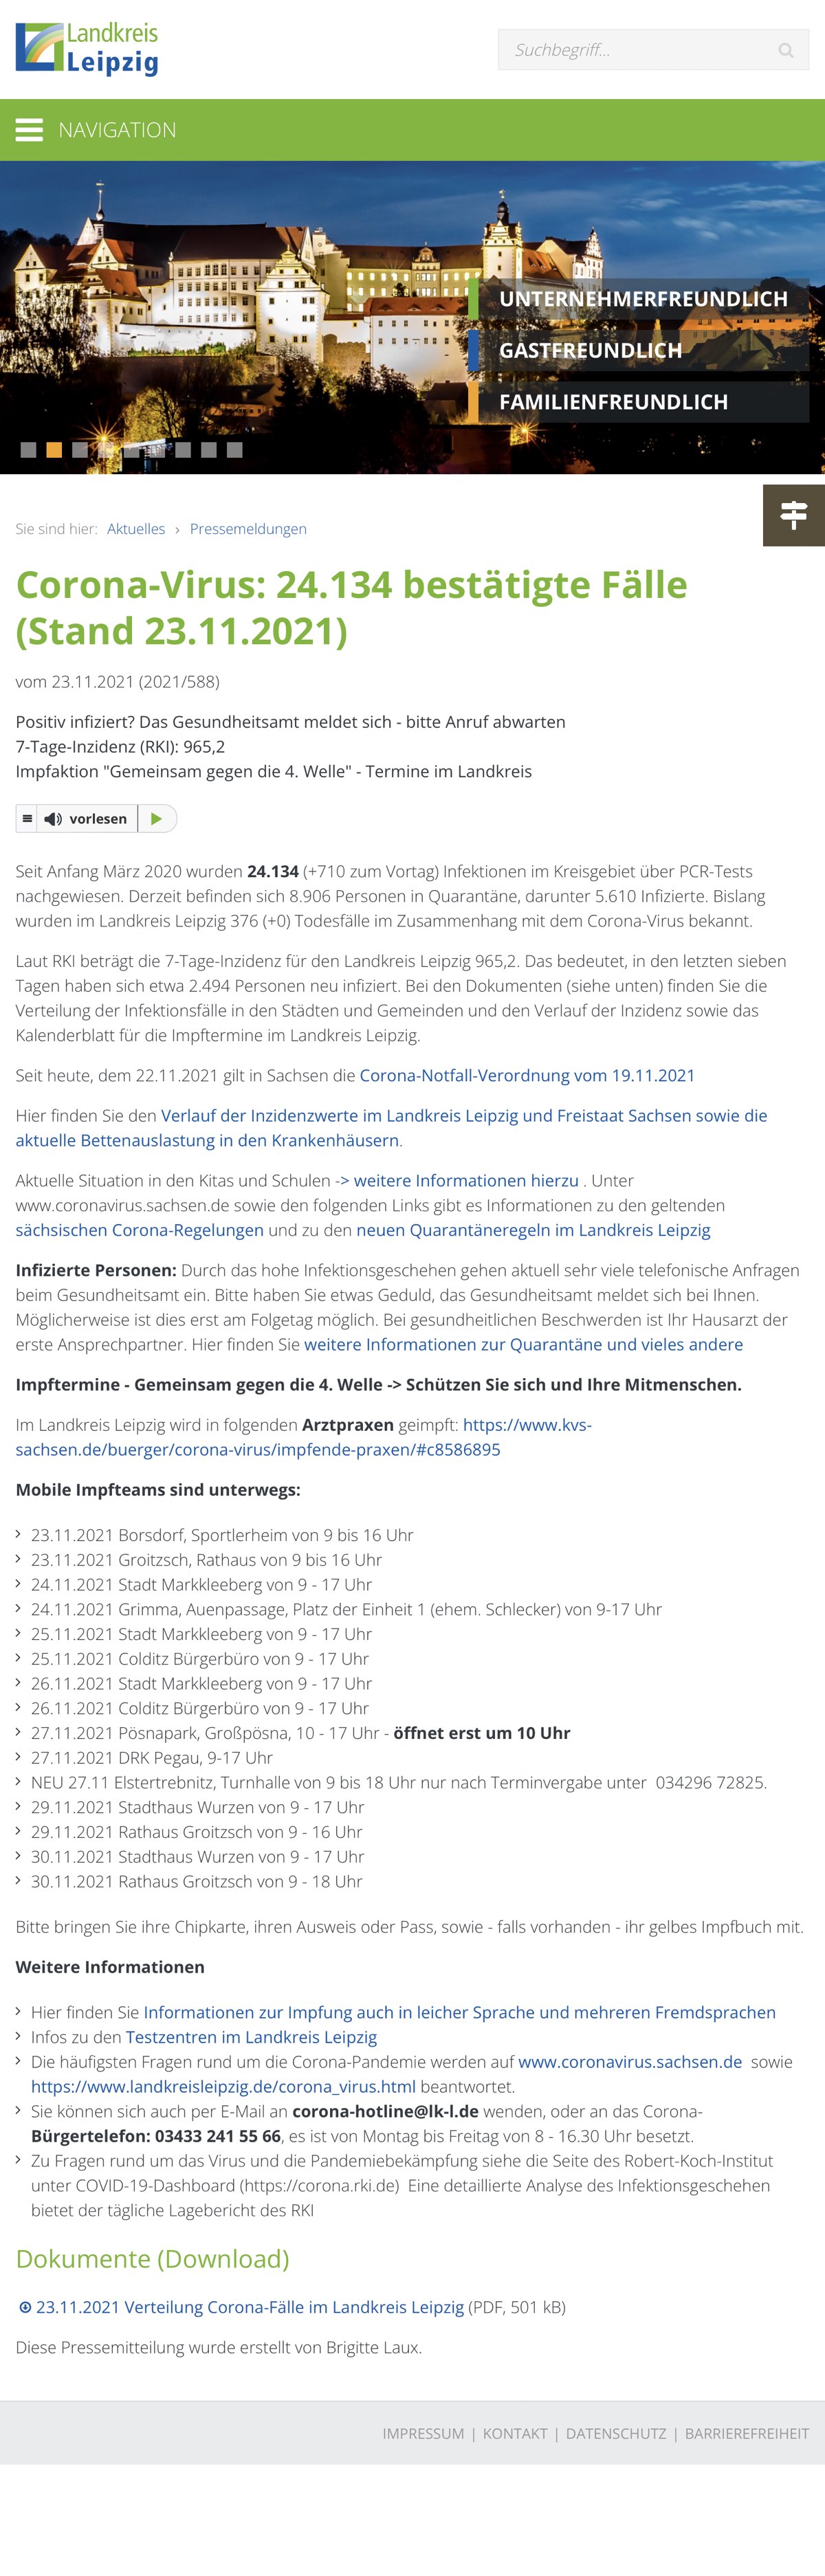 Landkreis
Leipzig
Suchbegriff...
NAVIGATION
UNTERNEHMERFREUNDLICH
GASTFREUNDLICH
FAMILIENFREUNDLICH
Sie sind hier: Aktuelles › Pressemeldungen
Corona-Virus: 24.134 bestätigte Fälle
(Stand 23.11.2021)
vom 23.11.2021 (2021/588)
Positiv infiziert? Das Gesundheitsamt meldet sich - bitte Anruf abwarten
7-Tage-Inzidenz (RKI): 965,2
Impfaktion "Gemeinsam gegen die 4. Welle" - Termine im Landkreis
vorlesen
Seit Anfang März 2020 wurden 24.134 (+710 zum Vortag) Infektionen im Kreisgebiet über PCR-Tests
nachgewiesen. Derzeit befinden sich 8.906 Personen in Quarantäne, darunter 5.610 Infizierte. Bislang
wurden im Landkreis Leipzig 376 (+0) Todesfälle im Zusammenhang mit dem Corona-Virus bekannt.
Laut RKI beträgt die 7-Tage-Inzidenz für den Landkreis Leipzig 965,2. Das bedeutet, in den letzten sieben
Tagen haben sich etwa 2.494 Personen neu infiziert. Bei den Dokumenten (siehe unten) finden Sie die
Verteilung der Infektionsfälle in den Städten und Gemeinden und den Verlauf der Inzidenz sowie das
Kalenderblatt für die Impftermine im Landkreis Leipzig.
Seit heute, dem 22.11.2021 gilt in Sachsen die Corona-Notfall-Verordnung vom 19.11.2021
Hier finden Sie den Verlauf der Inzidenzwerte im Landkreis Leipzig und Freistaat Sachsen sowie die
aktuelle Bettenauslastung in den Krankenhäusern.
Aktuelle Situation in den Kitas und Schulen -> weitere Informationen hierzu . Unter
www.coronavirus.sachsen.de sowie den folgenden Links gibt es Informationen zu den geltenden
sächsischen Corona-Regelungen und zu den neuen Quarantäneregeln im Landkreis Leipzig
Infizierte Personen: Durch das hohe Infektionsgeschehen gehen aktuell sehr viele telefonische Anfragen
beim Gesundheitsamt ein. Bitte haben Sie etwas Geduld, das Gesundheitsamt meldet sich bei Ihnen.
Möglicherweise ist dies erst am Folgetag möglich. Bei gesundheitlichen Beschwerden ist Ihr Hausarzt der
erste Ansprechpartner. Hier finden Sie weitere Informationen zur Quarantäne und vieles andere
Impftermine - Gemeinsam gegen die 4. Welle -> Schützen Sie sich und Ihre Mitmenschen.
Im Landkreis Leipzig wird in folgenden Arztpraxen geimpft: https://www.kvs-
sachsen.de/buerger/corona-virus/impfende-praxen/#c8586895
Mobile Impfteams sind unterwegs:
› 23.11.2021 Borsdorf, Sportlerheim von 9 bis 16 Uhr
› 23.11.2021 Groitzsch, Rathaus von 9 bis 16 Uhr
› 24.11.2021 Stadt Markkleeberg von 9 - 17 Uhr
› 24.11.2021 Grimma, Auenpassage, Platz der Einheit 1 (ehem. Schlecker) von 9-17 Uhr
› 25.11.2021 Stadt Markkleeberg von 9 - 17 Uhr
› 25.11.2021 Colditz Bürgerbüro von 9 - 17 Uhr
› 26.11.2021 Stadt Markkleeberg von 9 - 17 Uhr
› 26.11.2021 Colditz Bürgerbüro von 9 - 17 Uhr
› 27.11.2021 Pösnapark, Großpösna, 10 - 17 Uhr - öffnet erst um 10 Uhr
› 27.11.2021 DRK Pegau, 9-17 Uhr
› NEU 27.11 Elstertrebnitz, Turnhalle von 9 bis 18 Uhr nur nach Terminvergabe unter 034296 72825.
› 29.11.2021 Stadthaus Wurzen von 9 - 17 Uhr
› 29.11.2021 Rathaus Groitzsch von 9 - 16 Uhr
› 30.11.2021 Stadthaus Wurzen von 9 - 17 Uhr
› 30.11.2021 Rathaus Groitzsch von 9 - 18 Uhr
Bitte bringen Sie ihre Chipkarte, ihren Ausweis oder Pass, sowie - falls vorhanden - ihr gelbes Impfbuch mit.
Weitere Informationen
› Hier finden Sie Informationen zur Impfung auch in leicher Sprache und mehreren Fremdsprachen
› Infos zu den Testzentren im Landkreis Leipzig
› Die häufigsten Fragen rund um die Corona-Pandemie werden auf www.coronavirus.sachsen.de sowie
https://www.landkreisleipzig.de/corona_virus.html beantwortet.
› Sie können sich auch per E-Mail an corona-hotline@lk-l.de wenden, oder an das Corona-
Bürgertelefon: 03433 241 55 66, es ist von Montag bis Freitag von 8 - 16.30 Uhr besetzt.
› Zu Fragen rund um das Virus und die Pandemiebekämpfung siehe die Seite des Robert-Koch-Institut
unter COVID-19-Dashboard (https://corona.rki.de) Eine detaillierte Analyse des Infektionsgeschehen
bietet der tägliche Lagebericht des RKI
Dokumente (Download)
23.11.2021 Verteilung Corona-Fälle im Landkreis Leipzig (PDF, 501 kB)
Diese Pressemitteilung wurde erstellt von Brigitte Laux.
IMPRESSUM | KONTAKT | DATENSCHUTZ | BARRIEREFREIHEIT